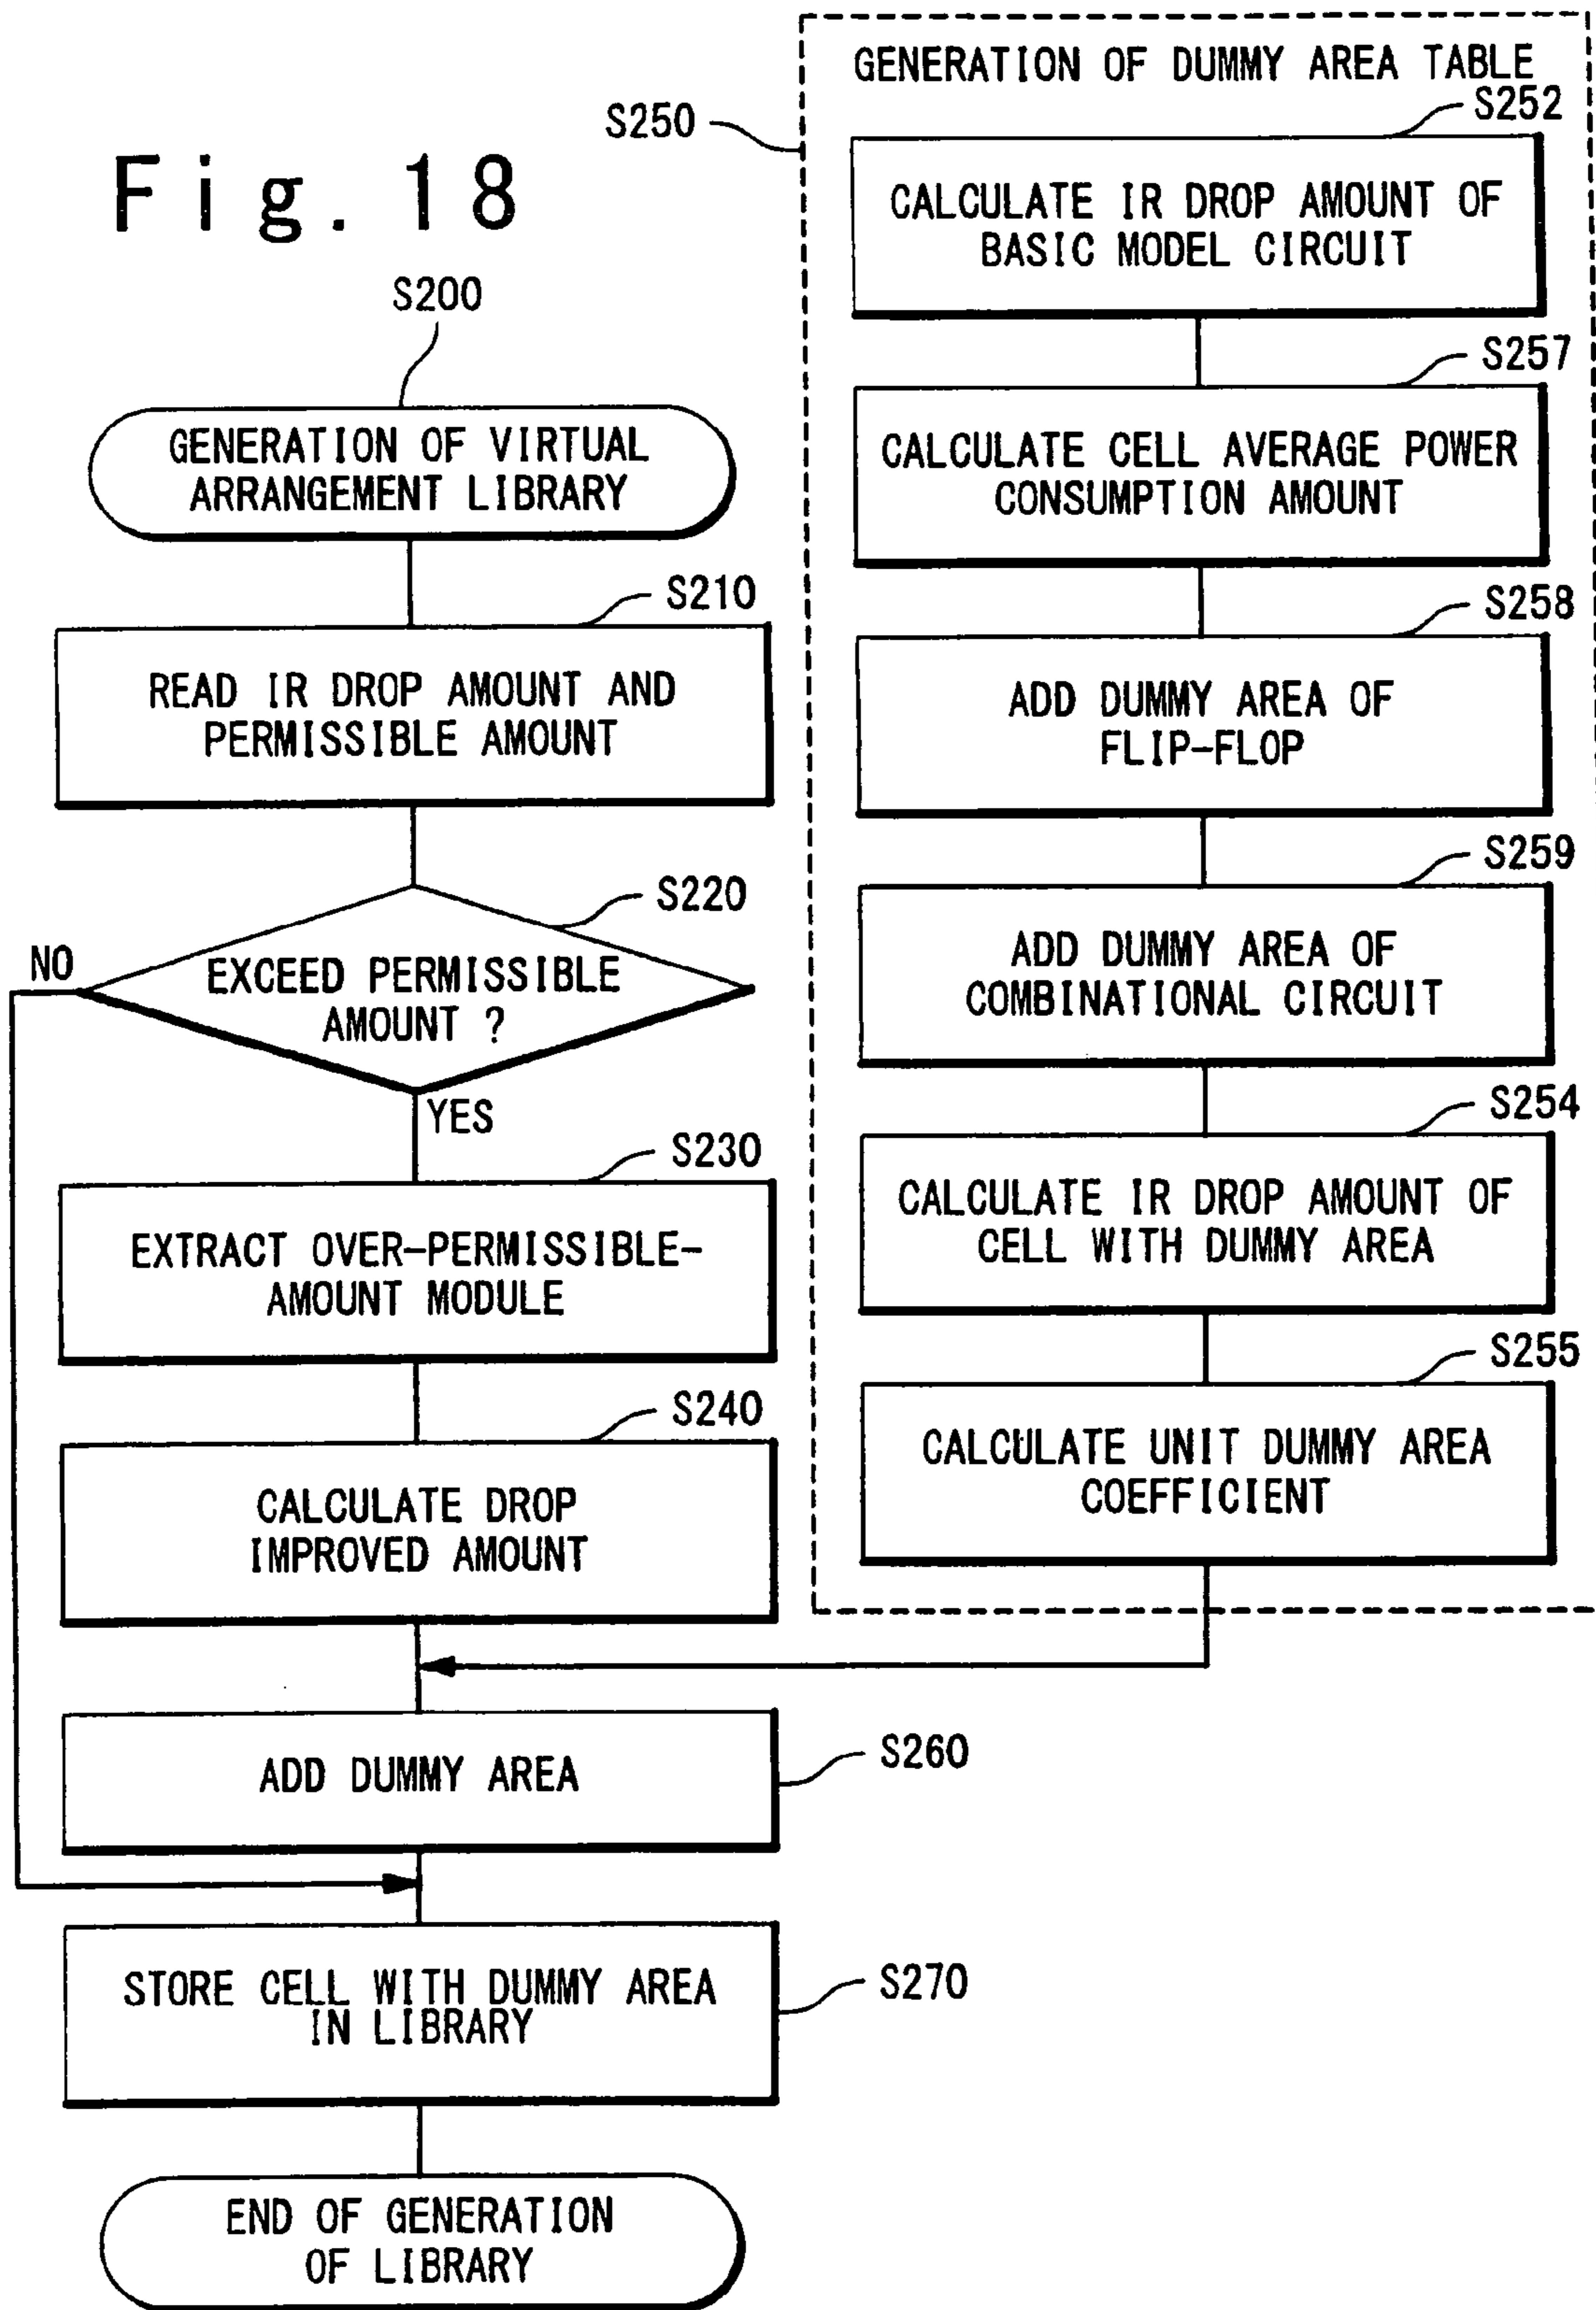 Fig. 18
S200
GENERATION OF VIRTUAL
ARRANGEMENT LIBRARY
S210
READ IR DROP AMOUNT AND
PERMISSIBLE AMOUNT
S220
NO
EXCEED PERMISSIBLE
AMOUNT ?
YES
S230
EXTRACT OVER-PERMISSIBLE-
AMOUNT MODULE
S240
CALCULATE DROP
IMPROVED AMOUNT
S250
GENERATION OF DUMMY AREA TABLE
S252
CALCULATE IR DROP AMOUNT OF
BASIC MODEL CIRCUIT
S257
CALCULATE CELL AVERAGE POWER
CONSUMPTION AMOUNT
S258
ADD DUMMY AREA OF
FLIP-FLOP
S259
ADD DUMMY AREA OF
COMBINATIONAL CIRCUIT
S254
CALCULATE IR DROP AMOUNT OF
CELL WITH DUMMY AREA
S255
CALCULATE UNIT DUMMY AREA
COEFFICIENT
ADD DUMMY AREA
S260
STORE CELL WITH DUMMY AREA
IN LIBRARY
S270
END OF GENERATION
OF LIBRARY